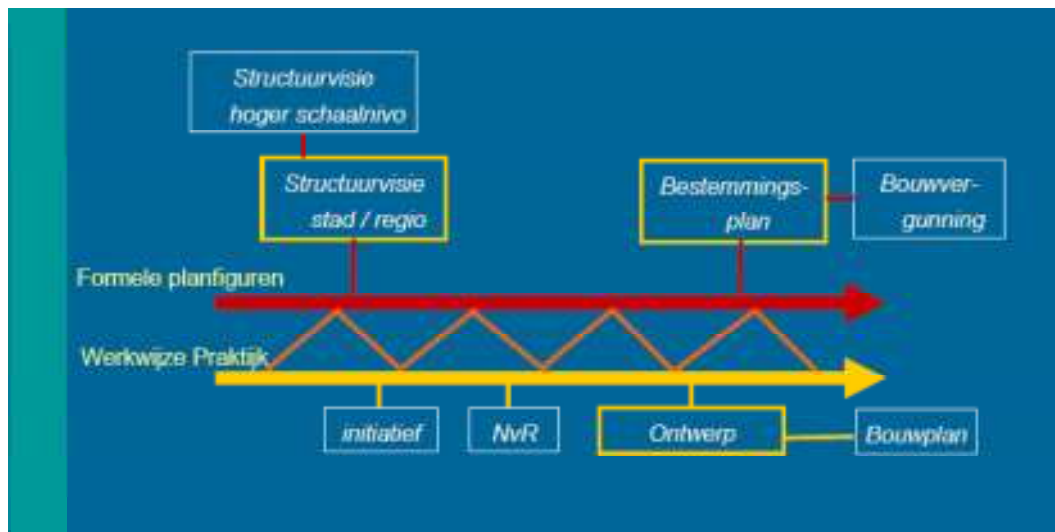 Structuurvisie
hoger schaalnivo
Structuurvisie
stad / regio
Bestemmings-
plan
Bouwver-
gunning
Formele planfiguren
Werkwijze Praktijk
initiatief
NvR
Ontwerp
Bouwplan